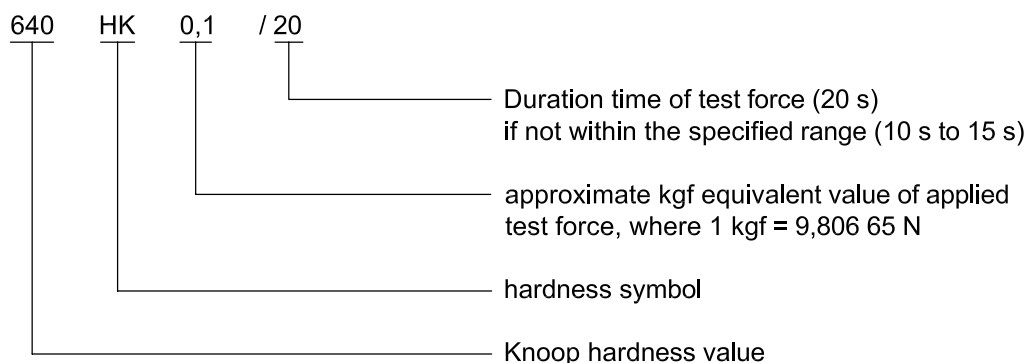 640 HK 0,1 / 20
Duration time of test force (20 s)
if not within the specified range (10 s to 15 s)
approximate kgf equivalent value of applied
test force, where 1 kgf = 9,806 65 N
hardness symbol
Knoop hardness value